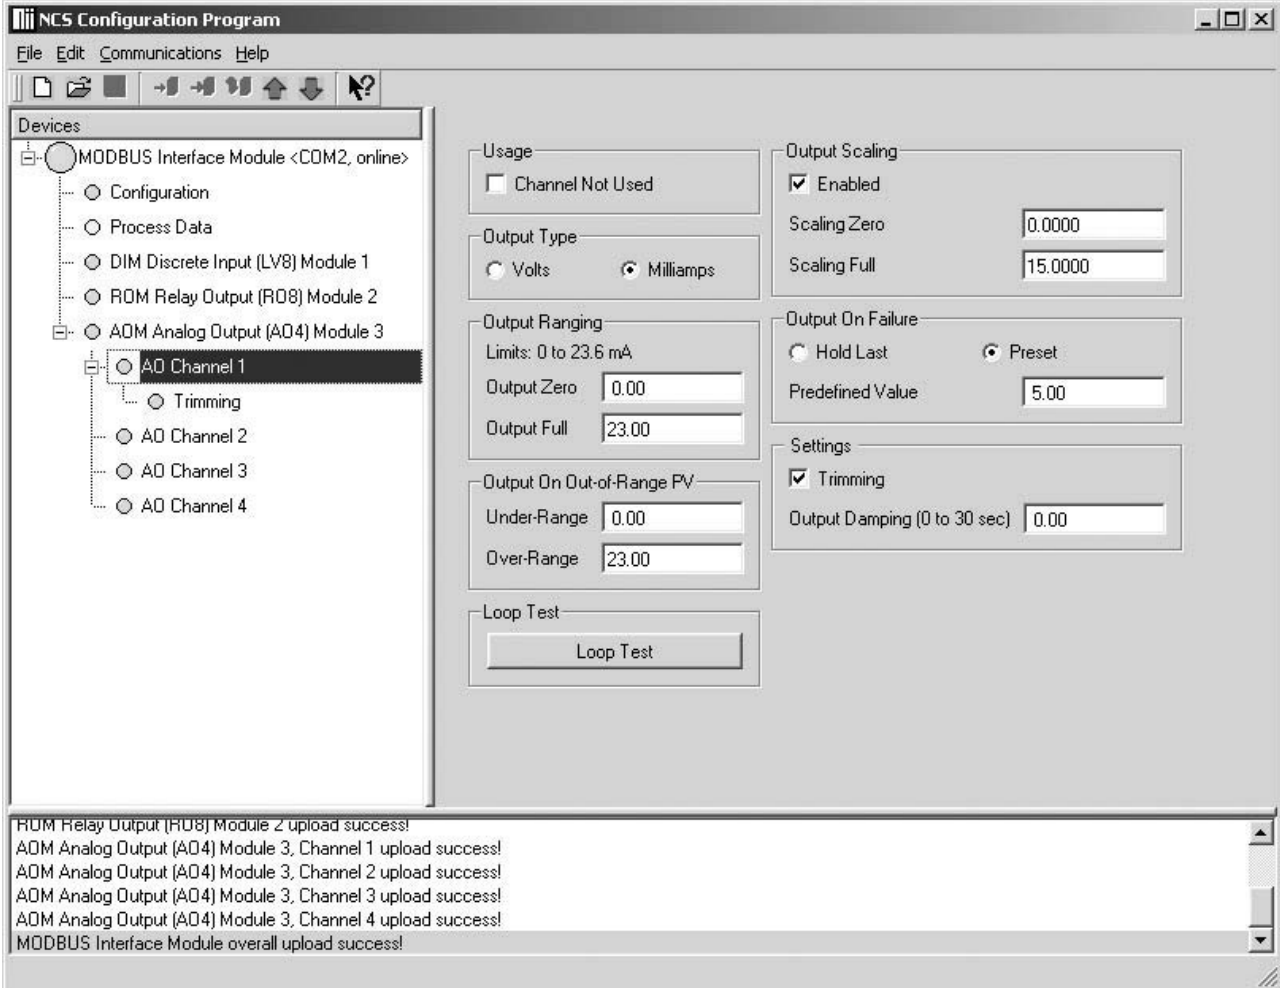 NCS Configuration Program
File Edit Communications Help
Devices
MODBUS Interface Module <COM2, online>
Configuration
Process Data
DIM Discrete Input (LV8) Module 1
ROM Relay Output (RO8) Module 2
AOM Analog Output (AO4) Module 3
AO Channel 1
Trimming
AO Channel 2
AO Channel 3
AO Channel 4
Usage
Channel Not Used
Output Type
Volts Milliamps
Output Ranging
Limits: 0 to 23.6 mA
Output Zero 0.00
Output Full 23.00
Output On Out-of-Range PV
Under-Range 0.00
Over-Range 23.00
Loop Test
Loop Test
Output Scaling
Enabled
Scaling Zero 0.0000
Scaling Full 15.0000
Output On Failure
Hold Last Preset
Predefined Value 5.00
Settings
Trimming
Output Damping (0 to 30 sec) 0.00
ROM Relay Output (RO8) Module 2 upload success!
AOM Analog Output (AO4) Module 3, Channel 1 upload success!
AOM Analog Output (AO4) Module 3, Channel 2 upload success!
AOM Analog Output (AO4) Module 3, Channel 3 upload success!
AOM Analog Output (AO4) Module 3, Channel 4 upload success!
MODBUS Interface Module overall upload success!